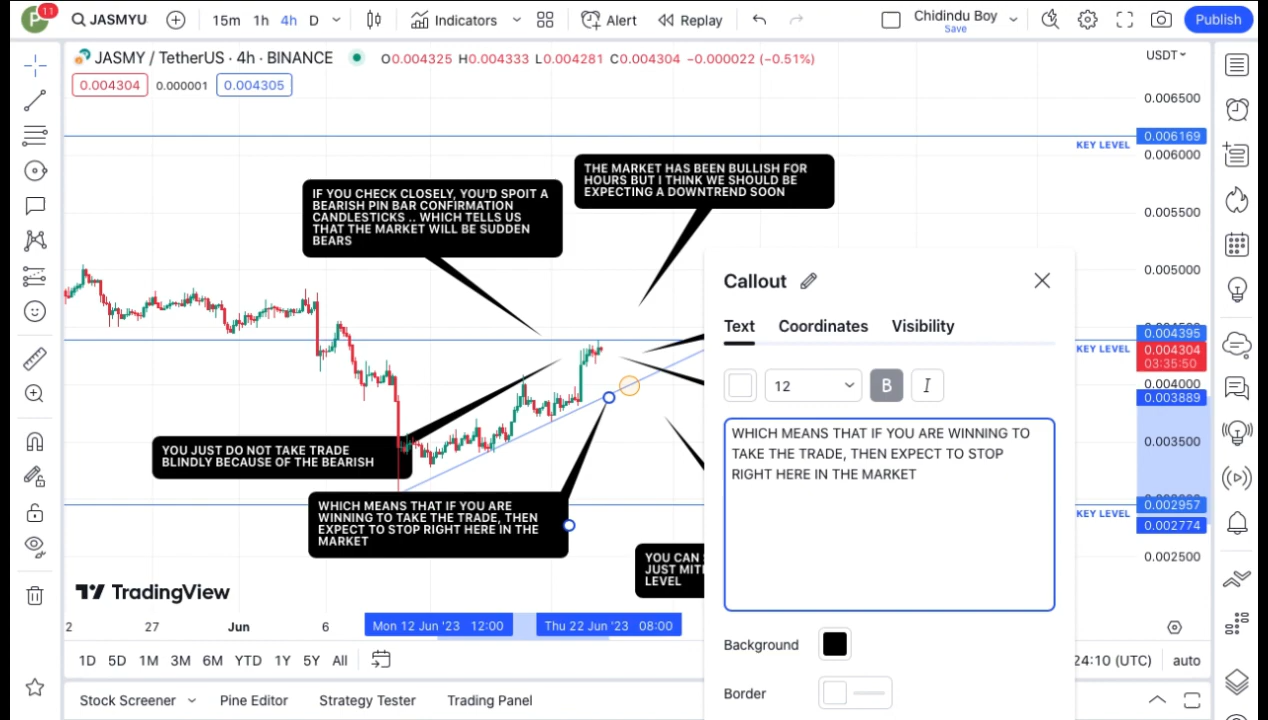 11
JASMYU
15m 1h 4h D
Indicators
Alert
Replay
Chidindu Boy
Save
Publish
JASMY / TetherUS · 4h · BINANCE
O0.004325 H0.004333 L0.004281 C0.004304 −0.000022 (−0.51%)
USDT
0.004304 0.000001 0.004305
0.006500
0.006169
KEY LEVEL
0.006000
0.005500
0.005000
0.004395
KEY LEVEL
0.004304
03:35:50
0.004000
0.003889
0.003500
0.002957
KEY LEVEL
0.002774
0.002500
IF YOU CHECK CLOSELY, YOU'D SPOIT A
BEARISH PIN BAR CONFIRMATION
CANDLESTICKS .. WHICH TELLS US
THAT THE MARKET WILL BE SUDDEN
BEARS
THE MARKET HAS BEEN BULLISH FOR
HOURS BUT I THINK WE SHOULD BE
EXPECTING A DOWNTREND SOON
YOU JUST DO NOT TAKE TRADE
BLINDLY BECAUSE OF THE BEARISH
WHICH MEANS THAT IF YOU ARE
WINNING TO TAKE THE TRADE, THEN
EXPECT TO STOP RIGHT HERE IN THE
MARKET
YOU CAN
JUST MIT
LEVEL
Callout
Text Coordinates Visibility
12
B I
WHICH MEANS THAT IF YOU ARE WINNING TO
TAKE THE TRADE, THEN EXPECT TO STOP
RIGHT HERE IN THE MARKET
Background
Border
TradingView
2 27 Jun 6 Mon 12 Jun '23 12:00 Thu 22 Jun '23 08:00
1D 5D 1M 3M 6M YTD 1Y 5Y All
24:10 (UTC) auto
Stock Screener Pine Editor Strategy Tester Trading Panel